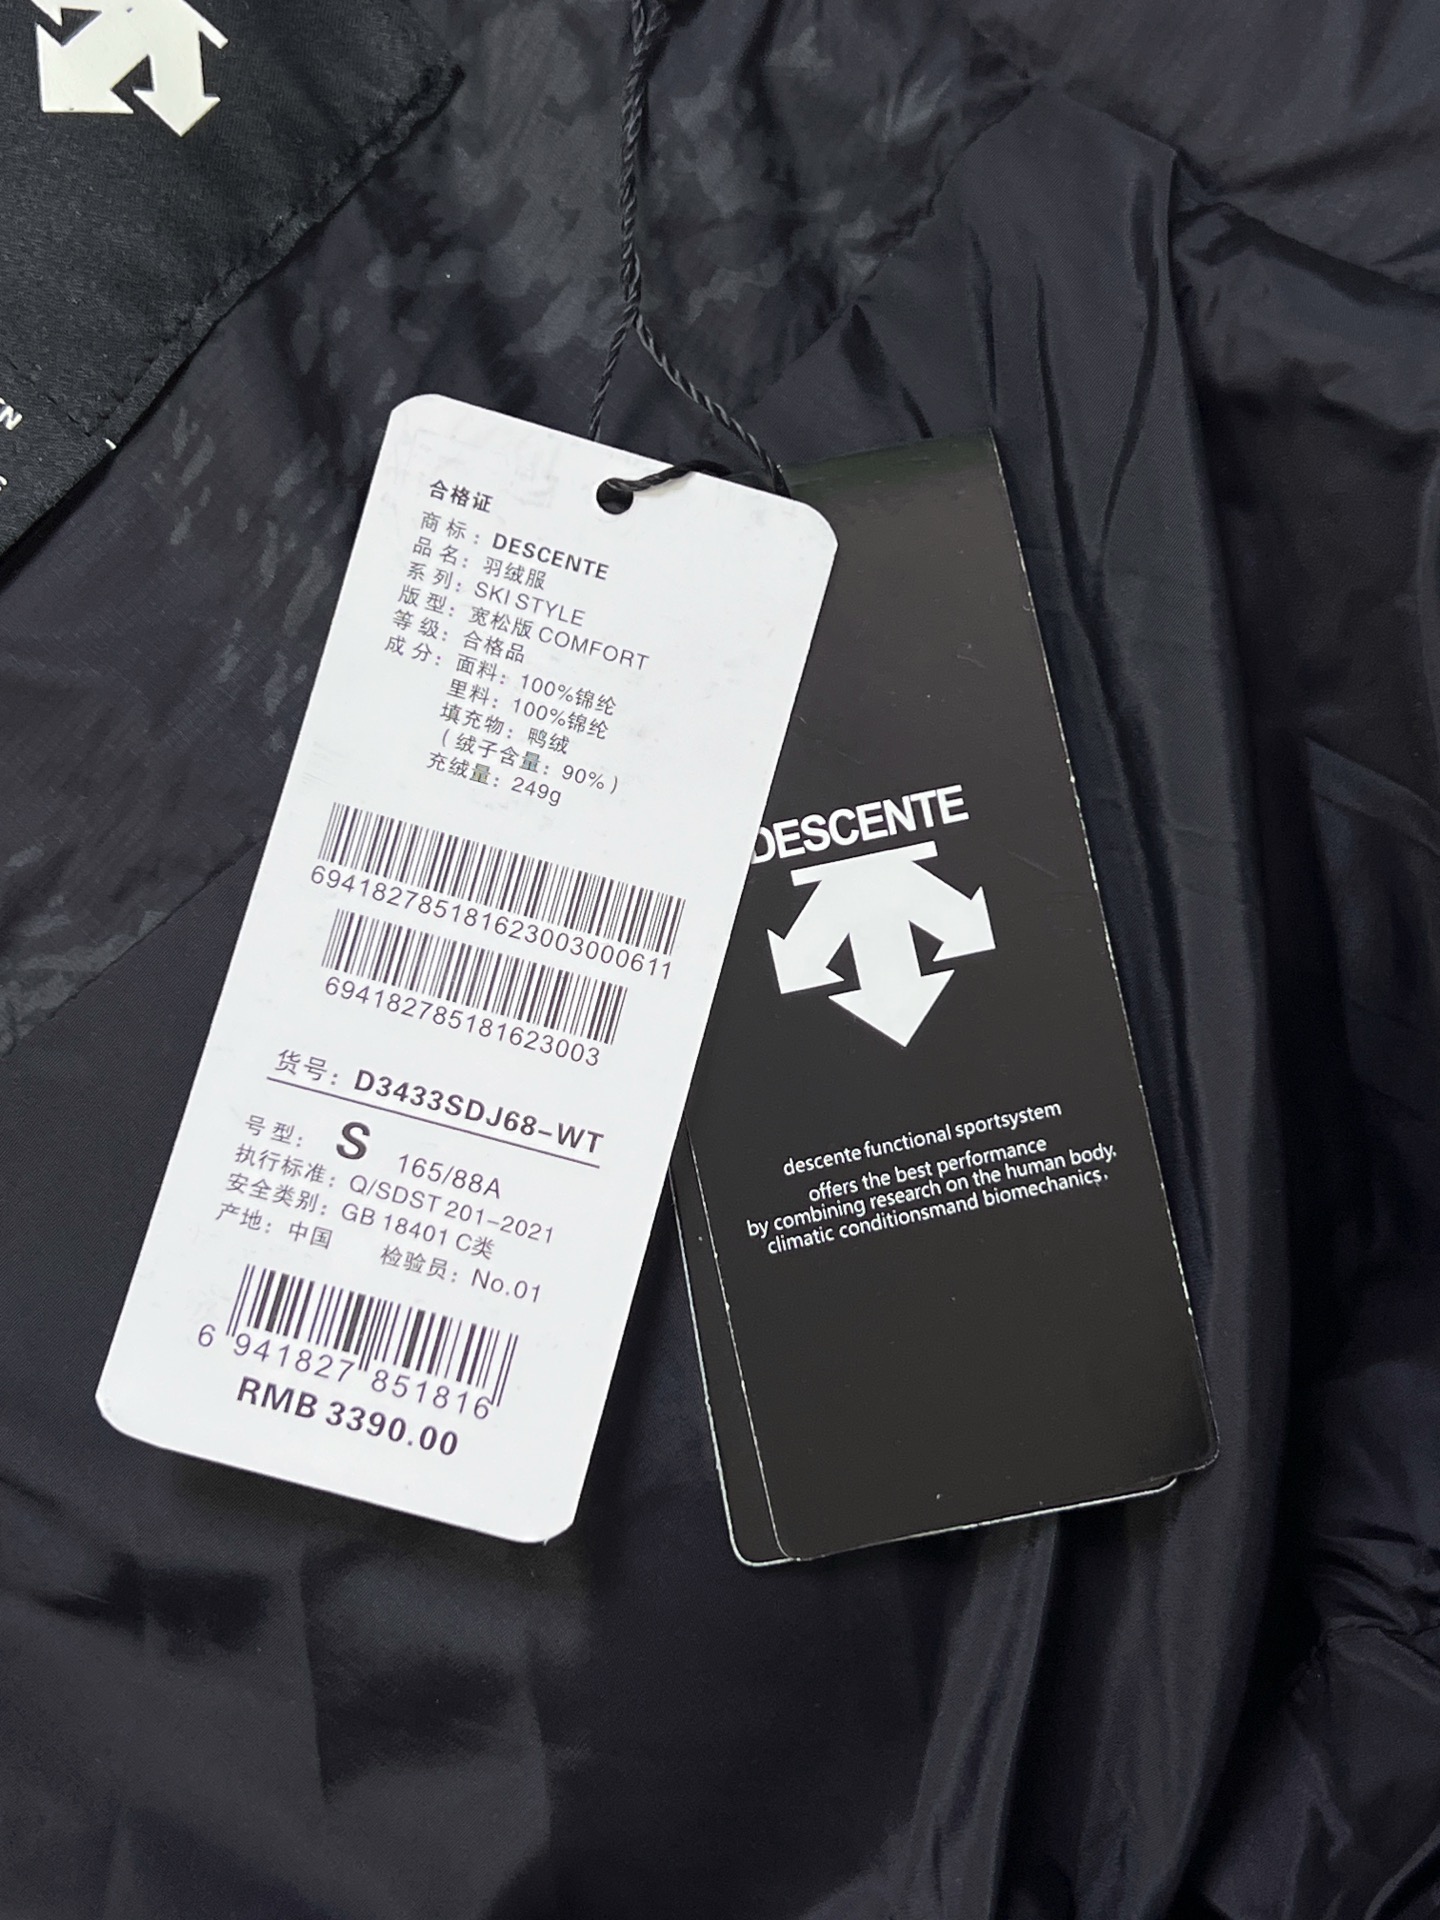 合格证
商标：DESCENTE
品名：羽绒服
系列：SKI STYLE
版型：宽松版 COMFORT
等级：合格品
成分：面料：100%锦纶
里料：100%锦纶
填充物：鸭绒
（绒子含量：90%）
充绒量：249g
69418278518162300300​0611
694182785181623003
货号：D3433SDJ68-WT
号型：S 165/88A
执行标准：Q/SDST 201-2021
安全类别：GB 18401 C类
产地：中国 检验员：No.01
6 941827 851816
RMB 3390.00
DESCENTE
descente functional sportsystem
offers the best performance
by combining research on the human body,
climatic conditionsmand biomechanics,